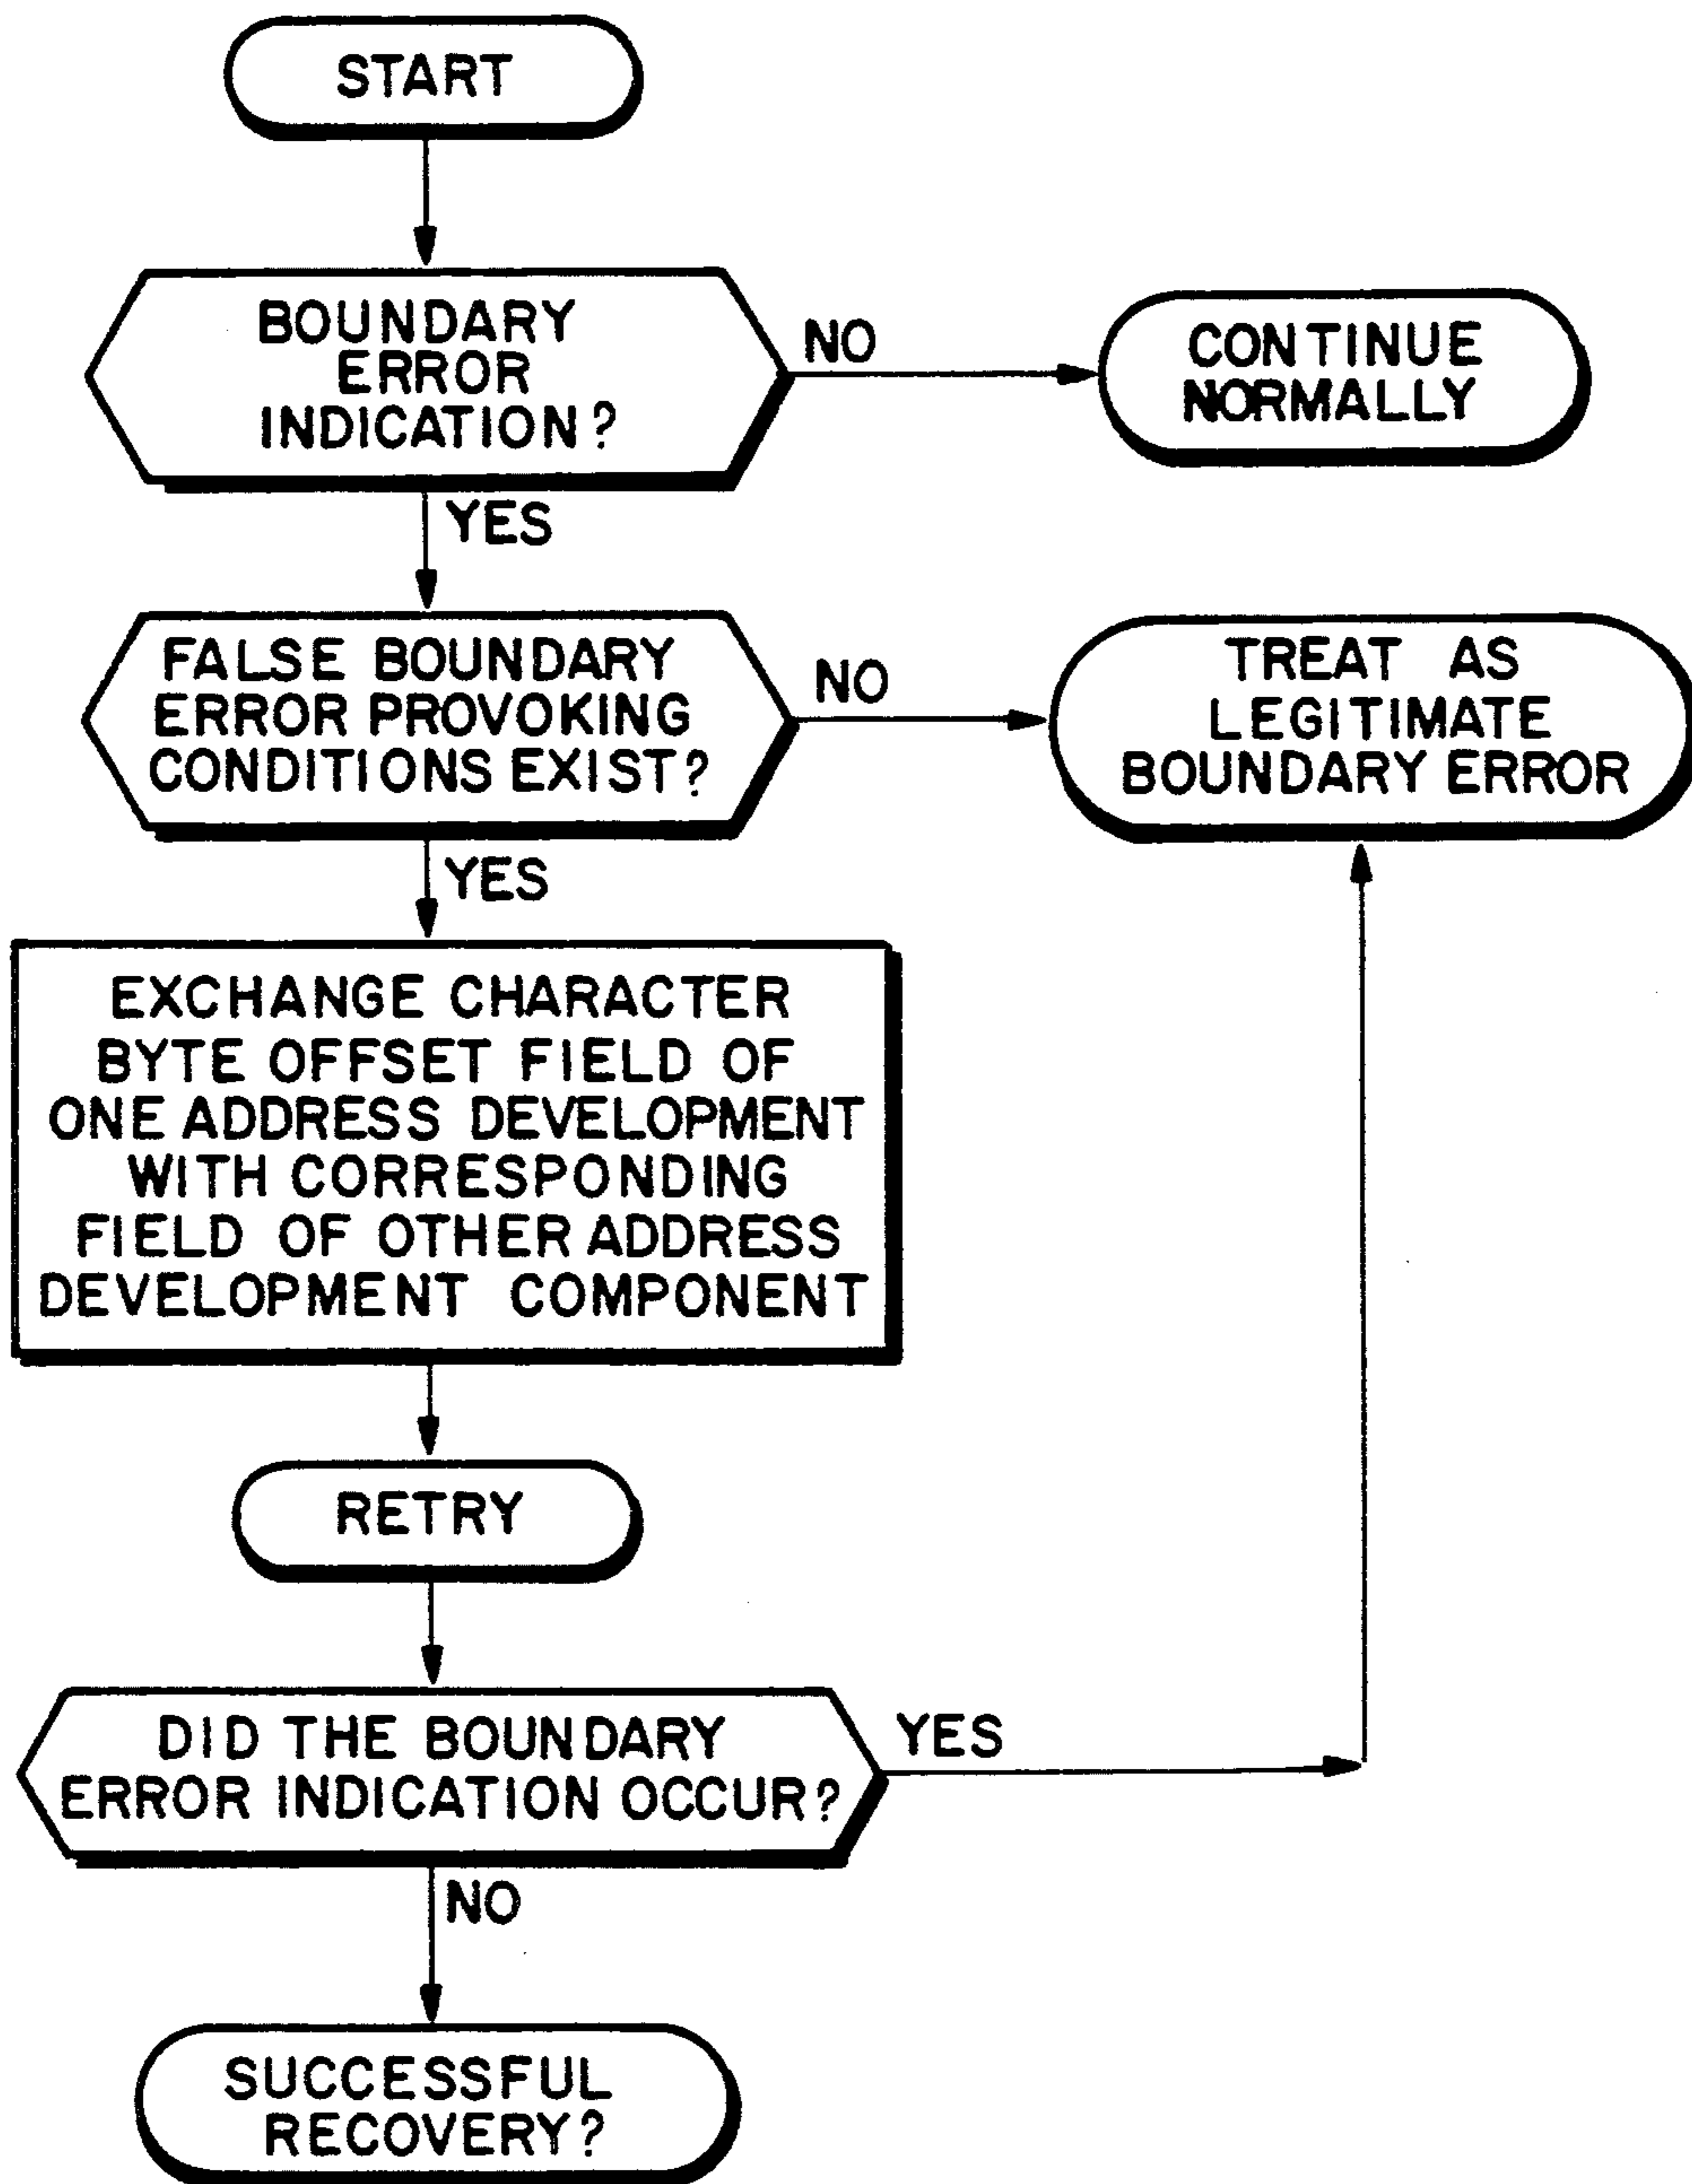 START
BOUNDARY
ERROR
INDICATION?
NO
CONTINUE
NORMALLY
YES
FALSE BOUNDARY
ERROR PROVOKING
CONDITIONS EXIST?
NO
TREAT AS
LEGITIMATE
BOUNDARY ERROR
YES
EXCHANGE CHARACTER
BYTE OFFSET FIELD OF
ONE ADDRESS DEVELOPMENT
WITH CORRESPONDING
FIELD OF OTHER ADDRESS
DEVELOPMENT COMPONENT
RETRY
DID THE BOUNDARY
ERROR INDICATION OCCUR?
YES
NO
SUCCESSFUL
RECOVERY?